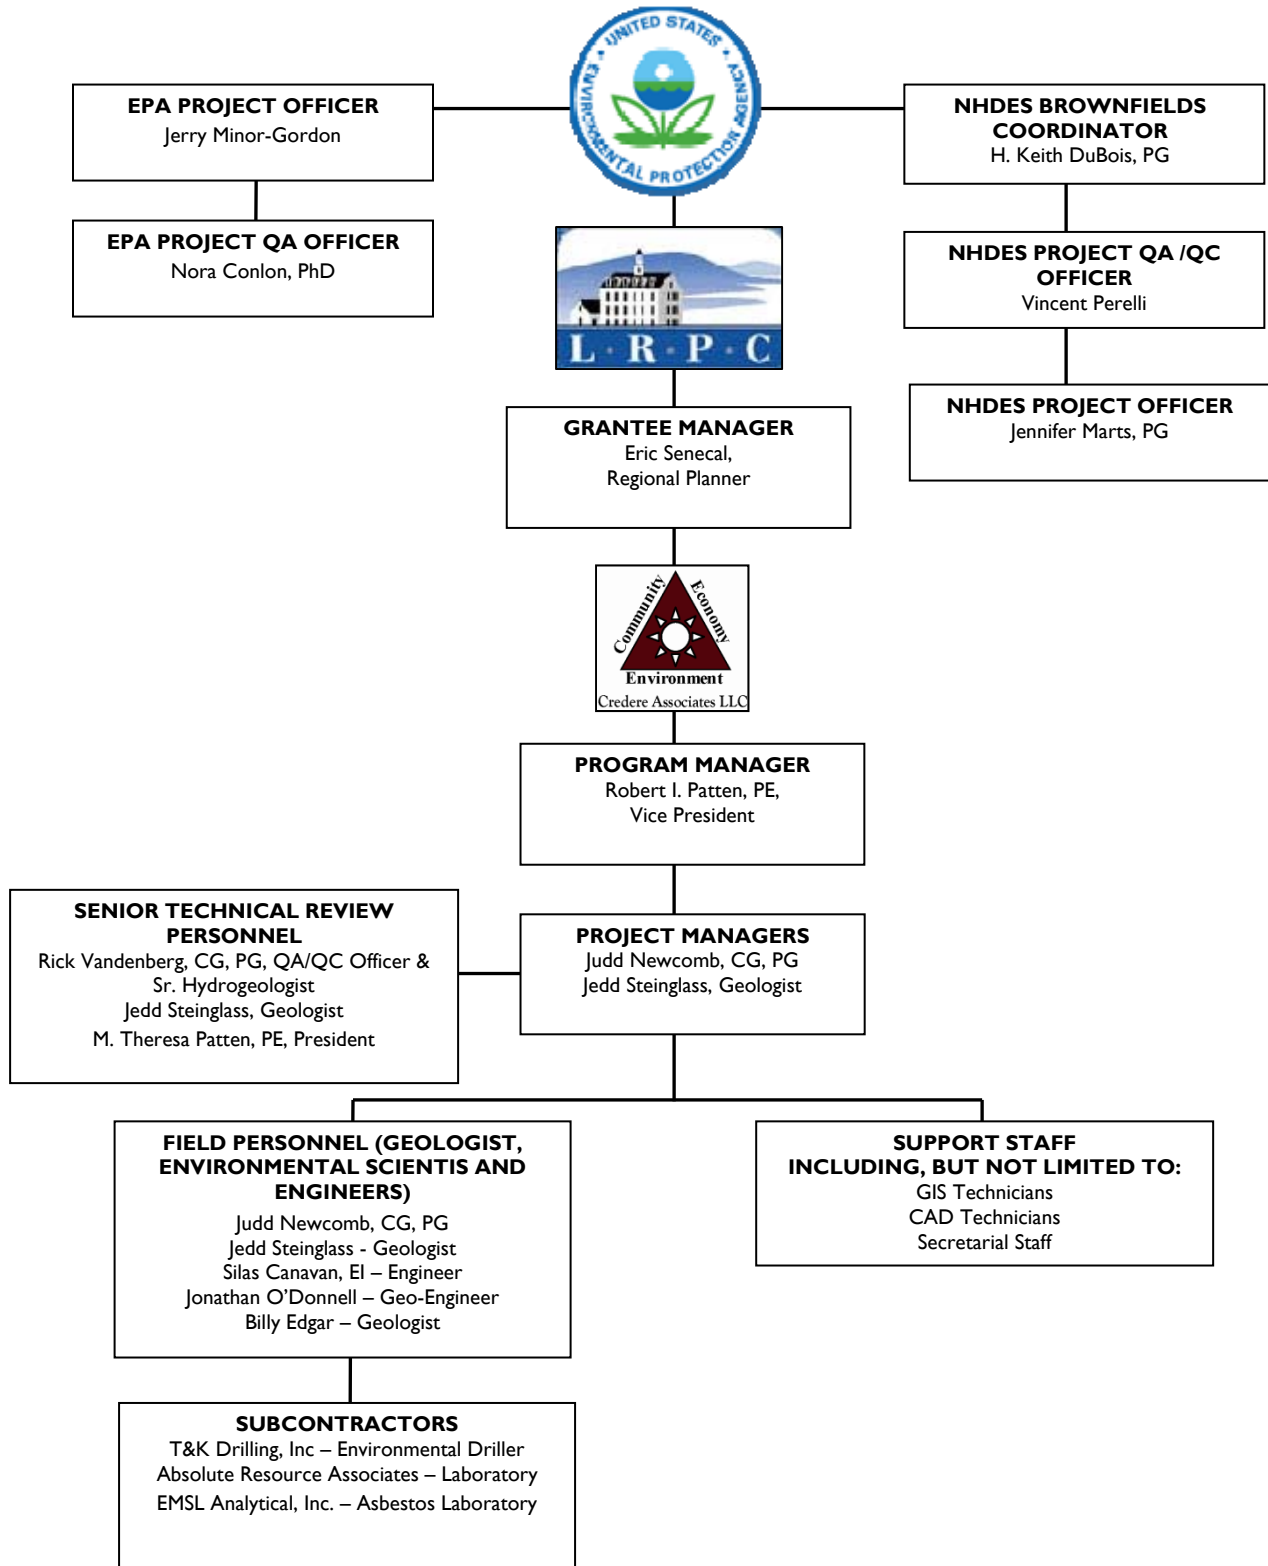 UNITED STATES
ENVIRONMENTAL PROTECTION AGENCY
EPA PROJECT OFFICER
Jerry Minor-Gordon
NHDES BROWNFIELDS
COORDINATOR
H. Keith DuBois, PG
EPA PROJECT QA OFFICER
Nora Conlon, PhD
NHDES PROJECT QA /QC
OFFICER
Vincent Perelli
L · R · P · C
NHDES PROJECT OFFICER
Jennifer Marts, PG
GRANTEE MANAGER
Eric Senecal,
Regional Planner
Community
Economy
Environment
Credere Associates LLC
PROGRAM MANAGER
Robert I. Patten, PE,
Vice President
SENIOR TECHNICAL REVIEW
PERSONNEL
Rick Vandenberg, CG, PG, QA/QC Officer &
Sr. Hydrogeologist
Jedd Steinglass, Geologist
M. Theresa Patten, PE, President
PROJECT MANAGERS
Judd Newcomb, CG, PG
Jedd Steinglass, Geologist
FIELD PERSONNEL (GEOLOGIST,
ENVIRONMENTAL SCIENTIS AND
ENGINEERS)
Judd Newcomb, CG, PG
Jedd Steinglass - Geologist
Silas Canavan, EI – Engineer
Jonathan O’Donnell – Geo-Engineer
Billy Edgar – Geologist
SUPPORT STAFF
INCLUDING, BUT NOT LIMITED TO:
GIS Technicians
CAD Technicians
Secretarial Staff
SUBCONTRACTORS
T&K Drilling, Inc – Environmental Driller
Absolute Resource Associates – Laboratory
EMSL Analytical, Inc. – Asbestos Laboratory